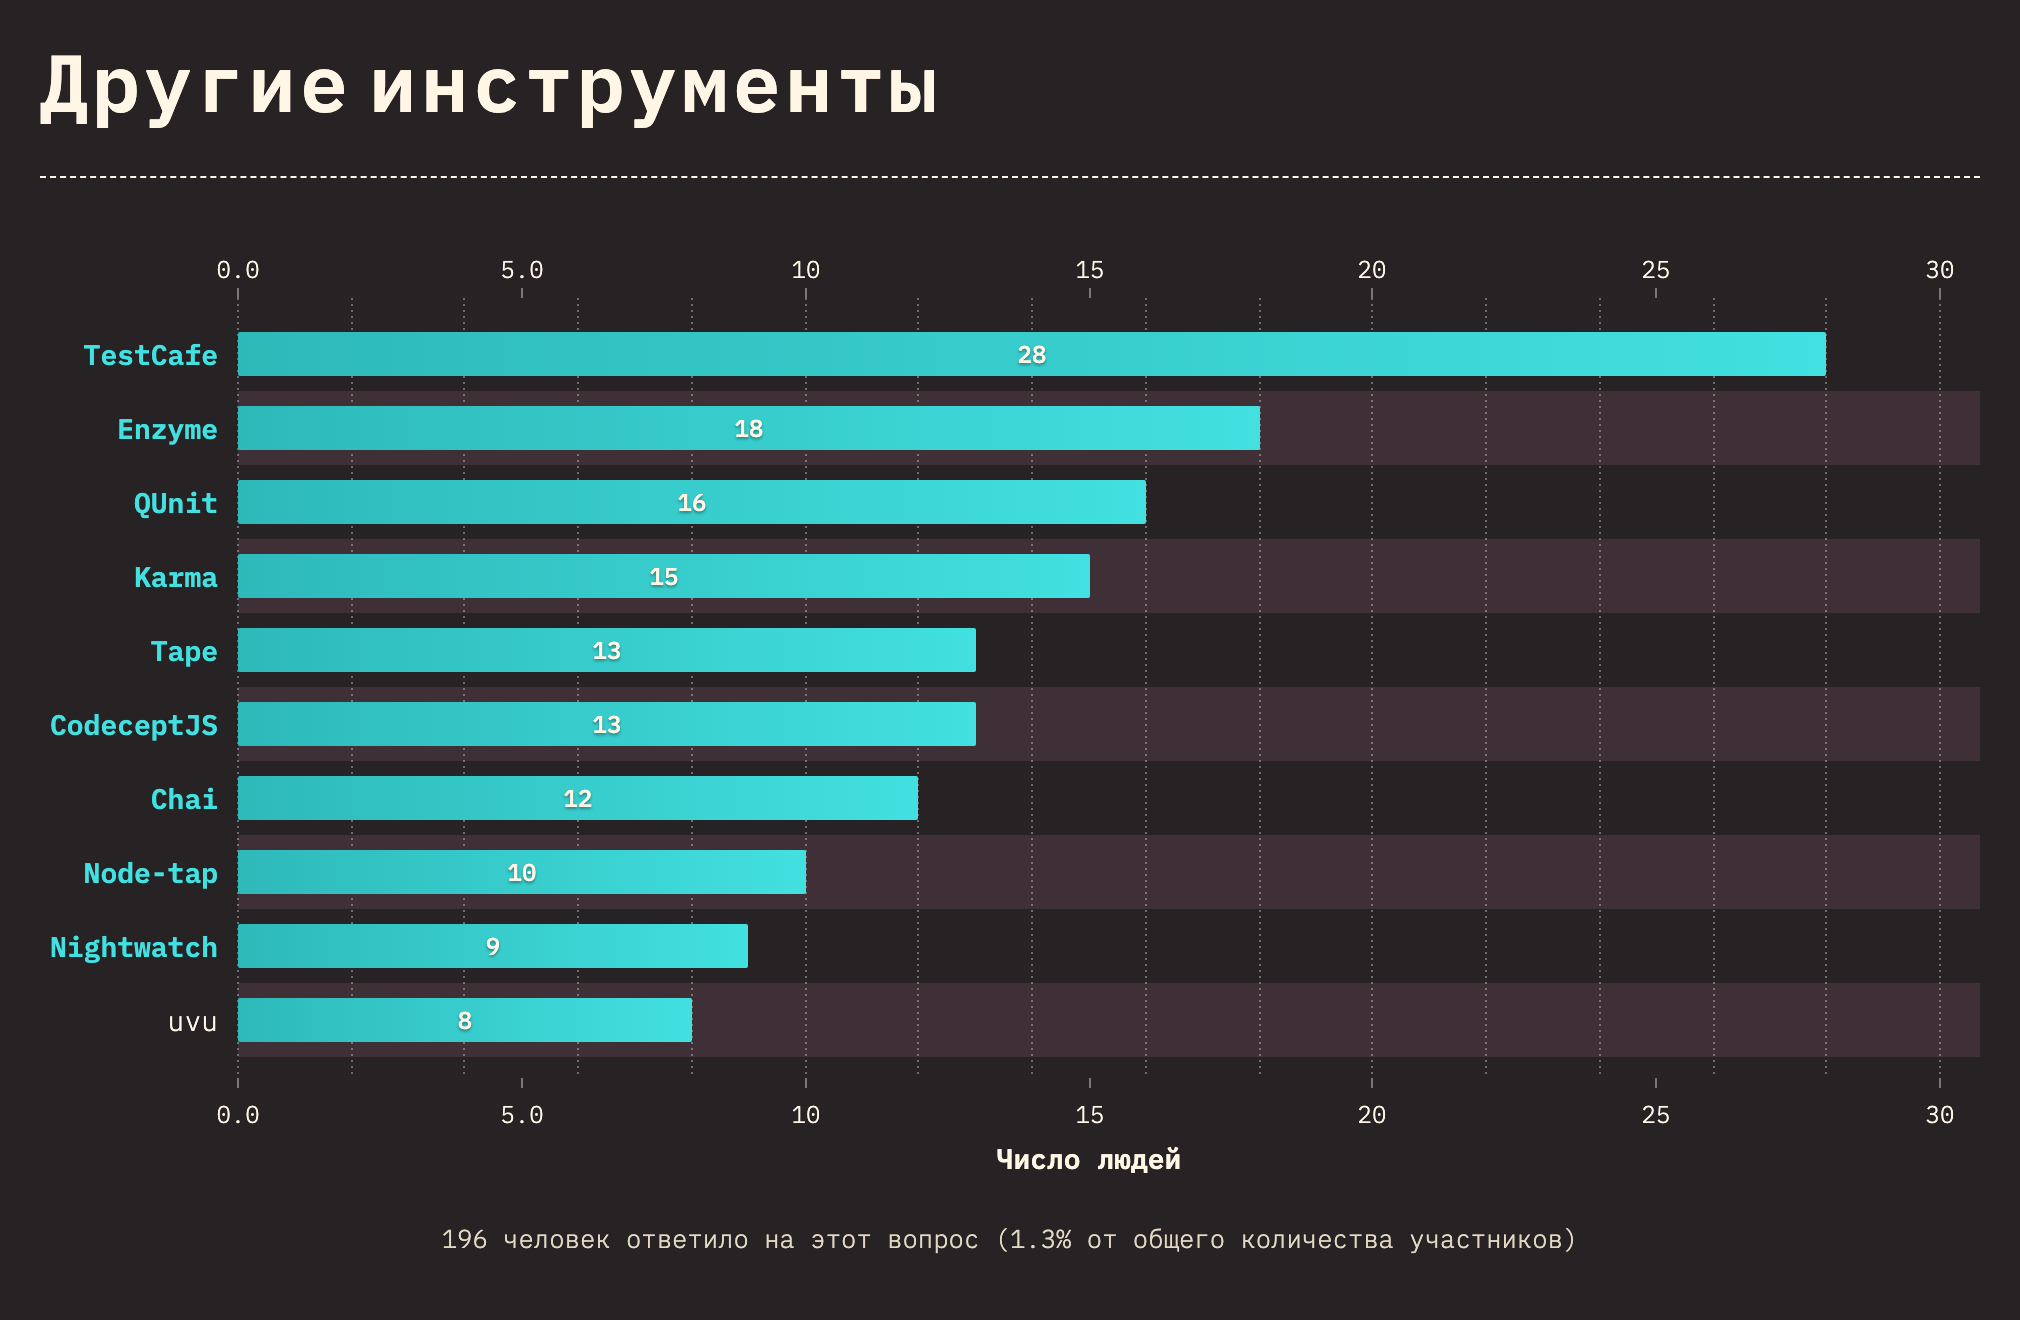 Другие инструменты
0.0 5.0 10 15 20 25 30
TestCafe 28
Enzyme 18
QUnit 16
Karma 15
Tape 13
CodeceptJS 13
Chai 12
Node-tap 10
Nightwatch 9
uvu 8
0.0 5.0 10 15 20 25 30
Число людей
196 человек ответило на этот вопрос (1.3% от общего количества участников)